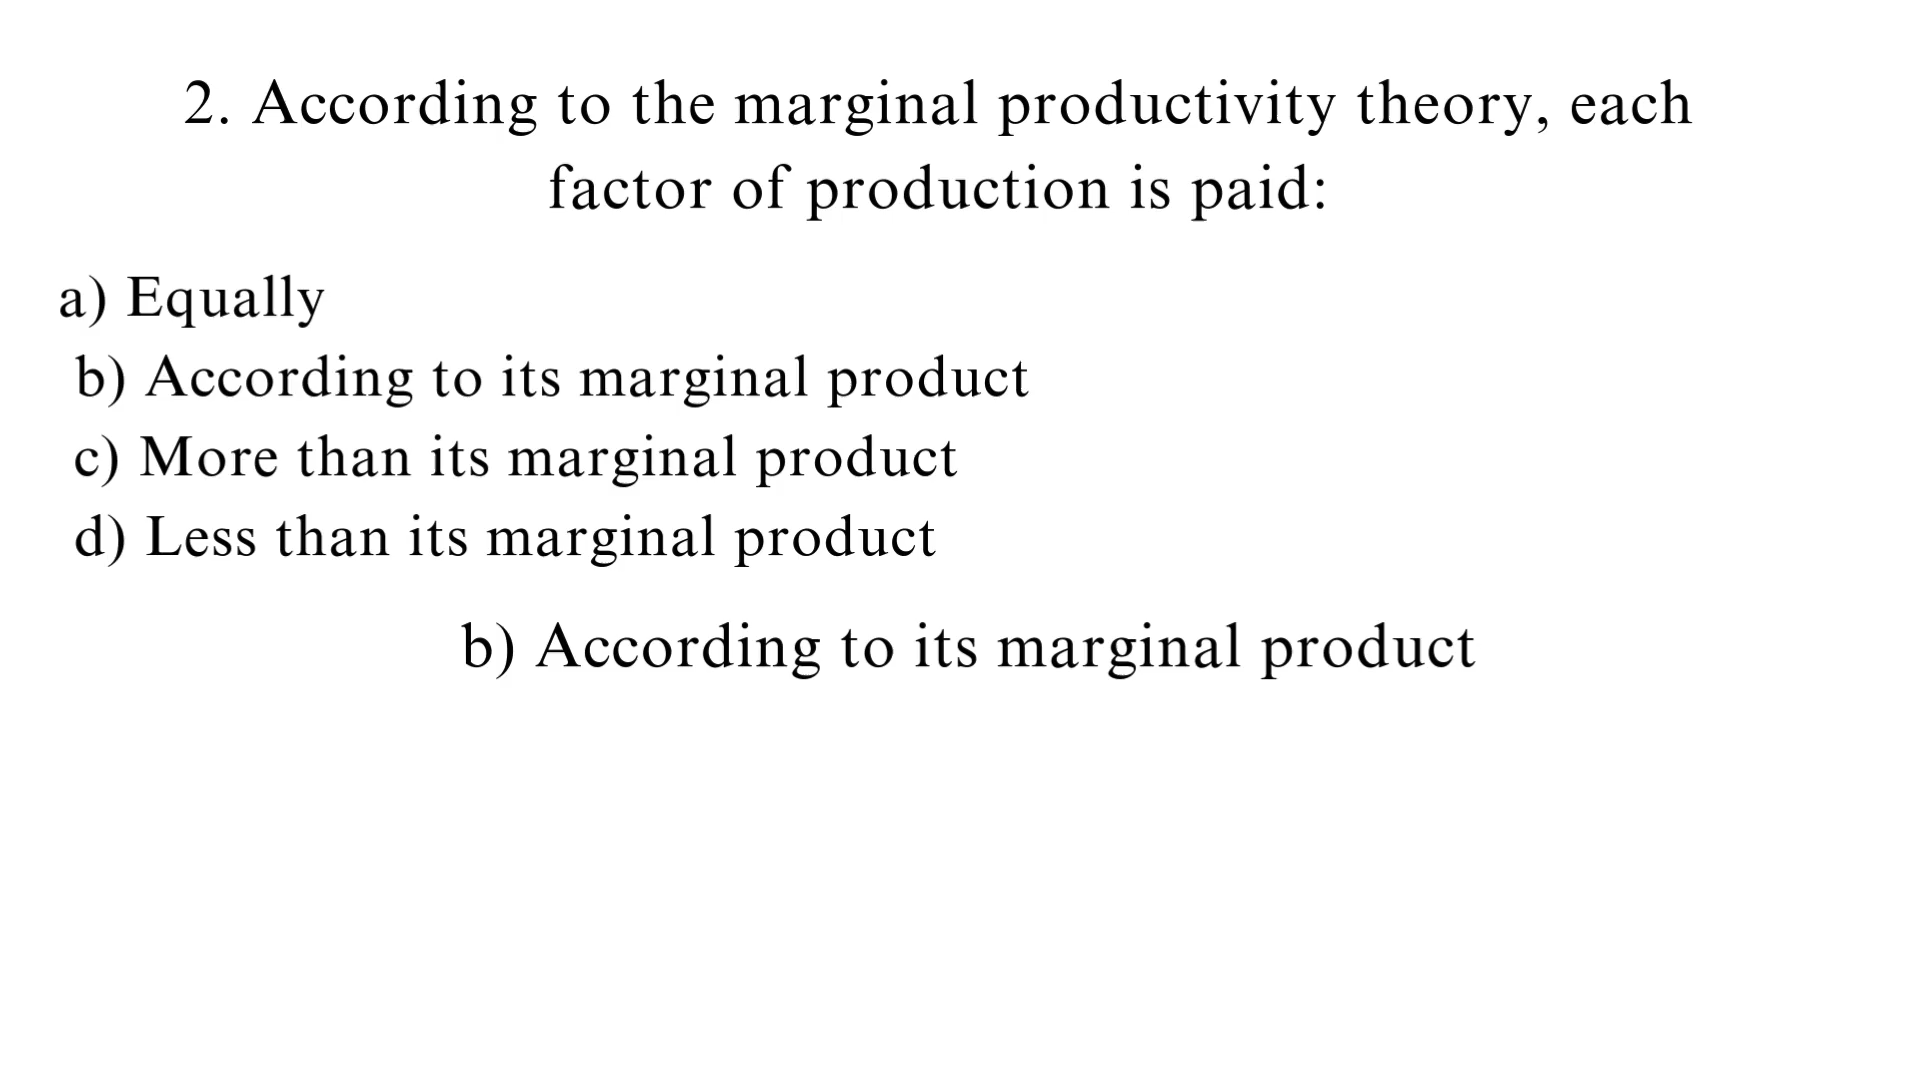 2. According to the marginal productivity theory, each
factor of production is paid:
a) Equally
b) According to its marginal product
c) More than its marginal product
d) Less than its marginal product
b) According to its marginal product